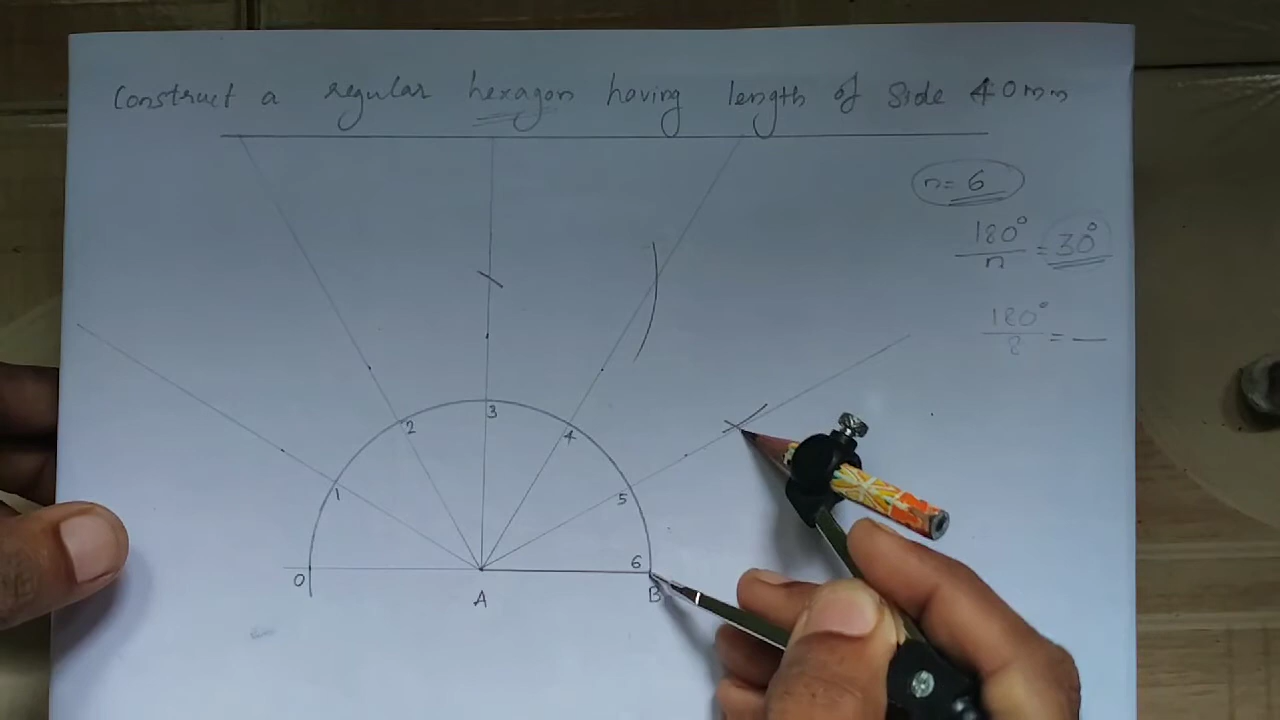 Construct a regular hexagon having length of side 40mm
n= 6
180°
n
= 30°
180°
2
= —
3
2
4
1
5
6
0
A
B